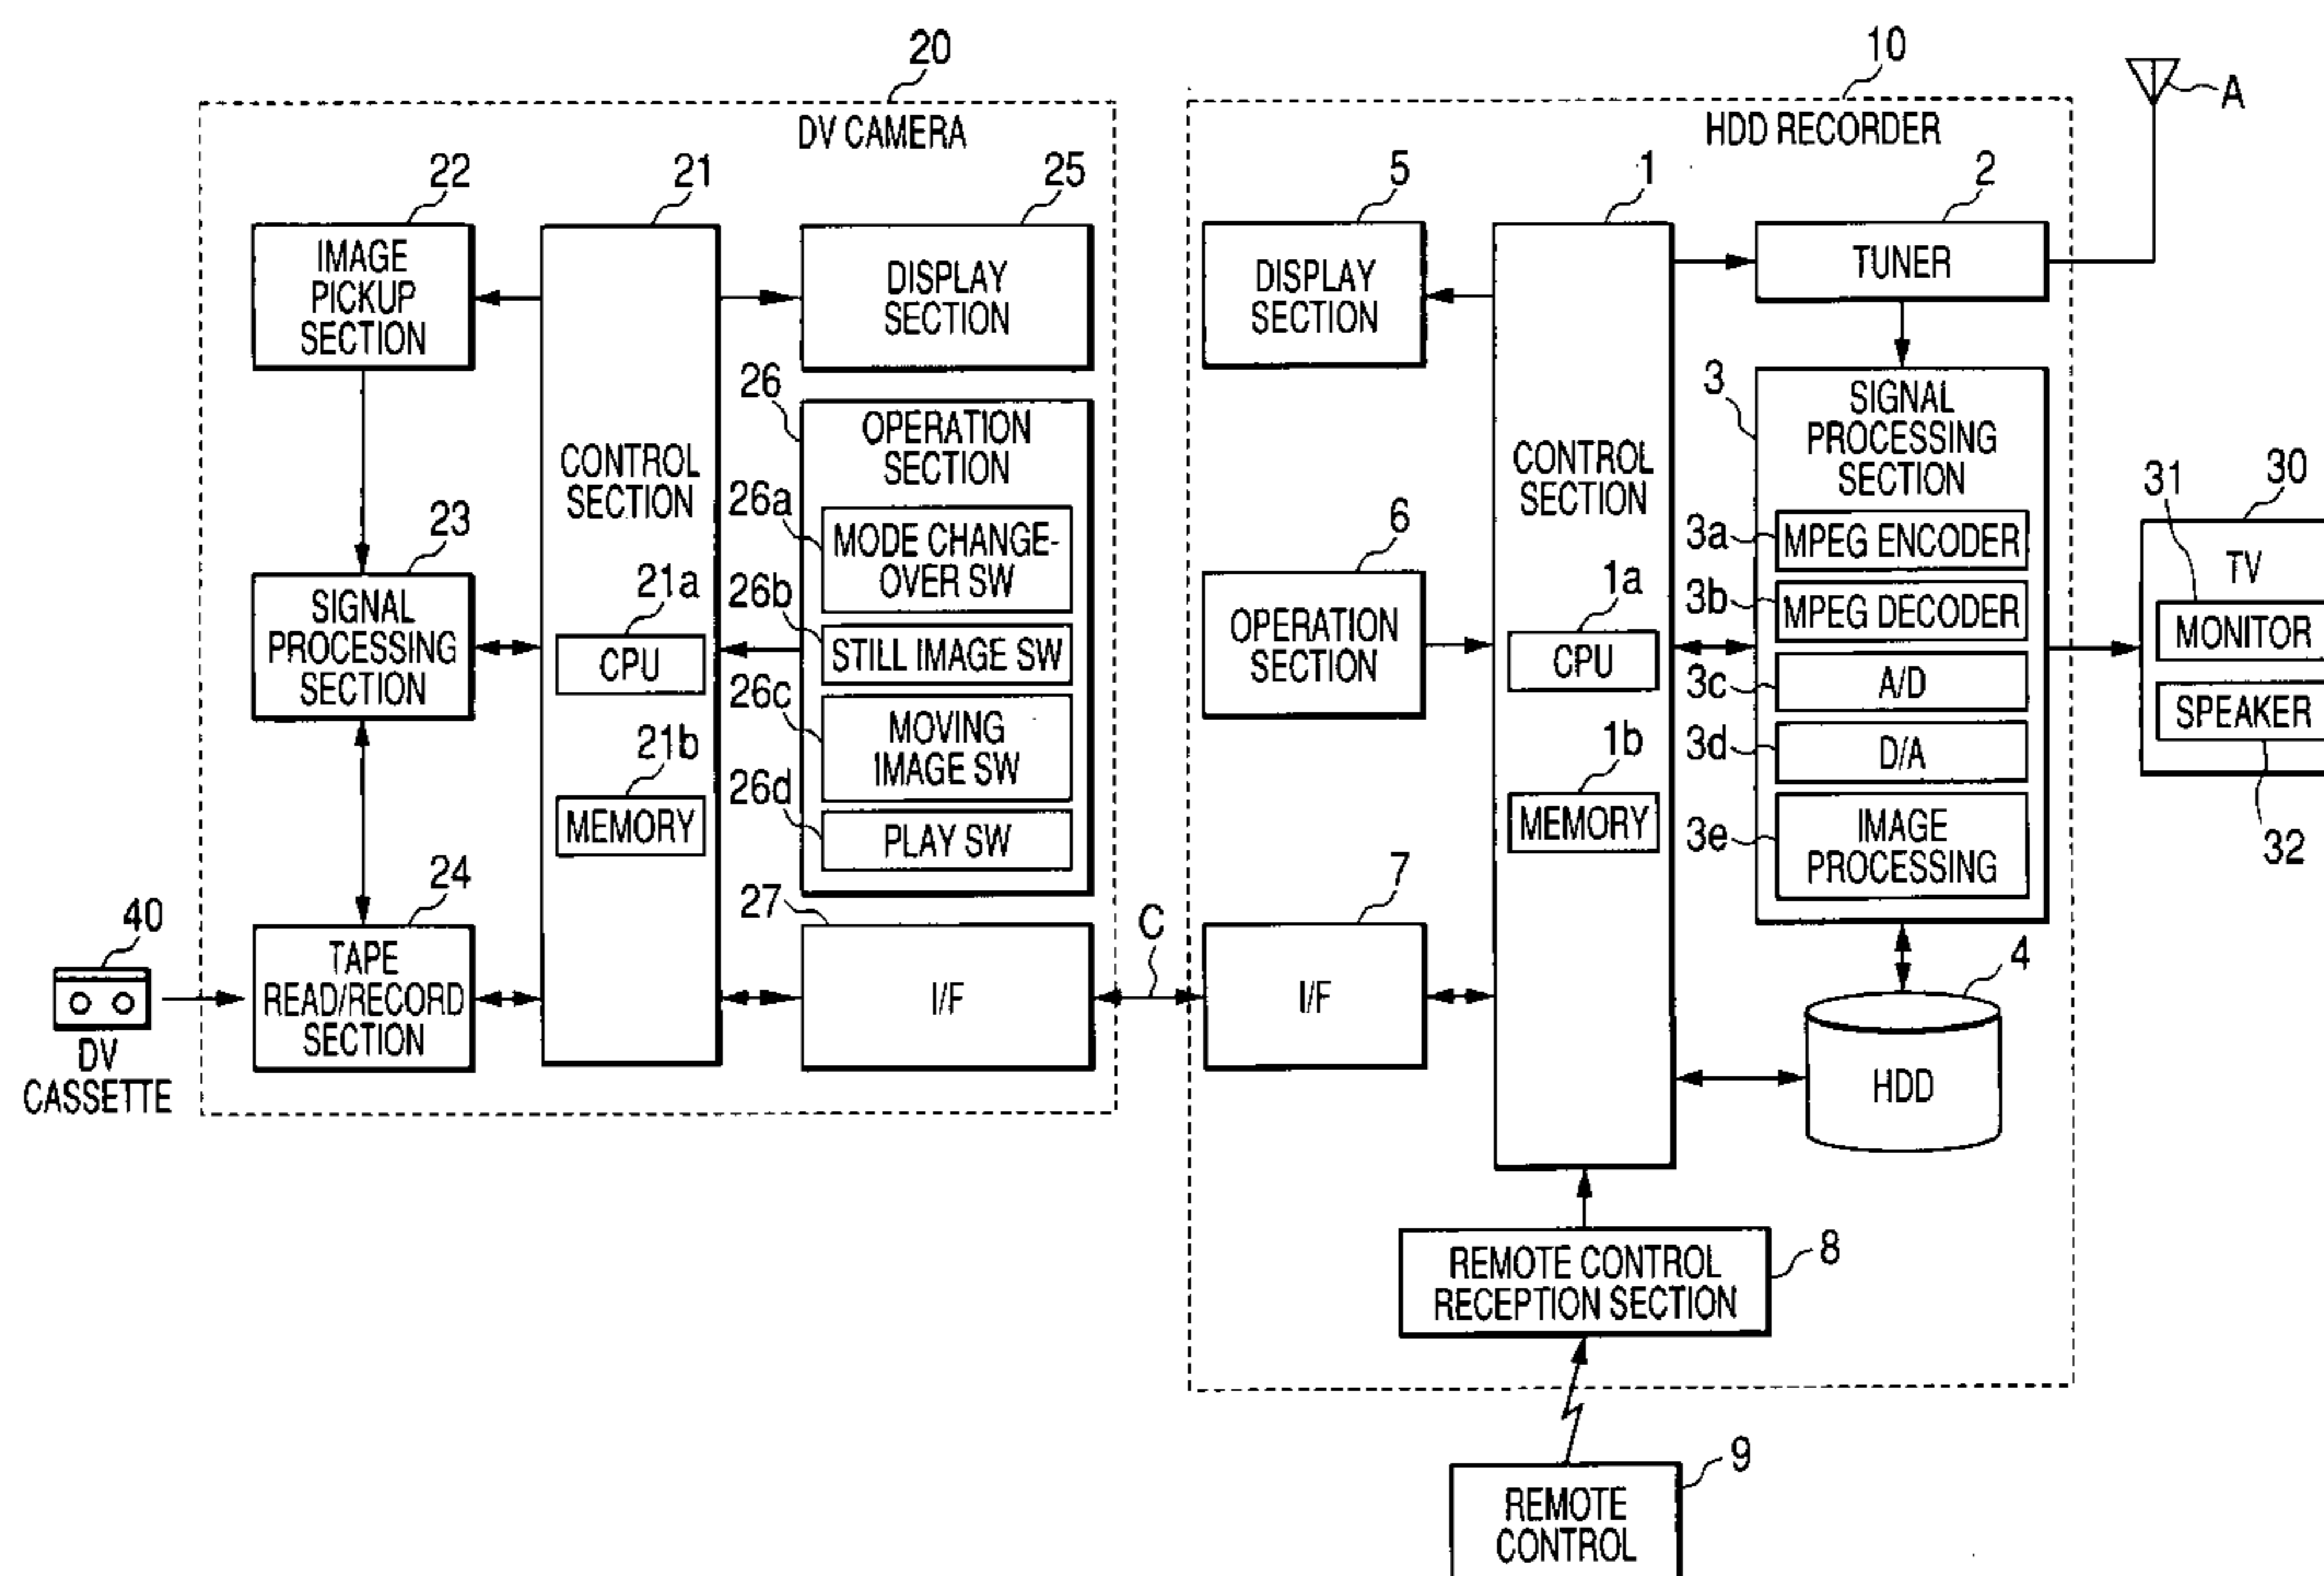 20
DV CAMERA
22
IMAGE
PICKUP
SECTION
21
CONTROL
SECTION
21a
CPU
21b
MEMORY
25
DISPLAY
SECTION
23
SIGNAL
PROCESSING
SECTION
26
OPERATION
SECTION
26a
MODE CHANGE-
OVER SW
26b
STILL IMAGE SW
26c
MOVING
IMAGE SW
26d
PLAY SW
24
TAPE
READ/RECORD
SECTION
40
DV
CASSETTE
27
I/F
C
10
HDD RECORDER
A
5
DISPLAY
SECTION
1
CONTROL
SECTION
1a
CPU
1b
MEMORY
2
TUNER
6
OPERATION
SECTION
3
SIGNAL
PROCESSING
SECTION
3a
MPEG ENCODER
3b
MPEG DECODER
3c
A/D
3d
D/A
3e
IMAGE
PROCESSING
7
I/F
4
HDD
30
TV
31
MONITOR
SPEAKER
32
8
REMOTE CONTROL
RECEPTION SECTION
9
REMOTE
CONTROL